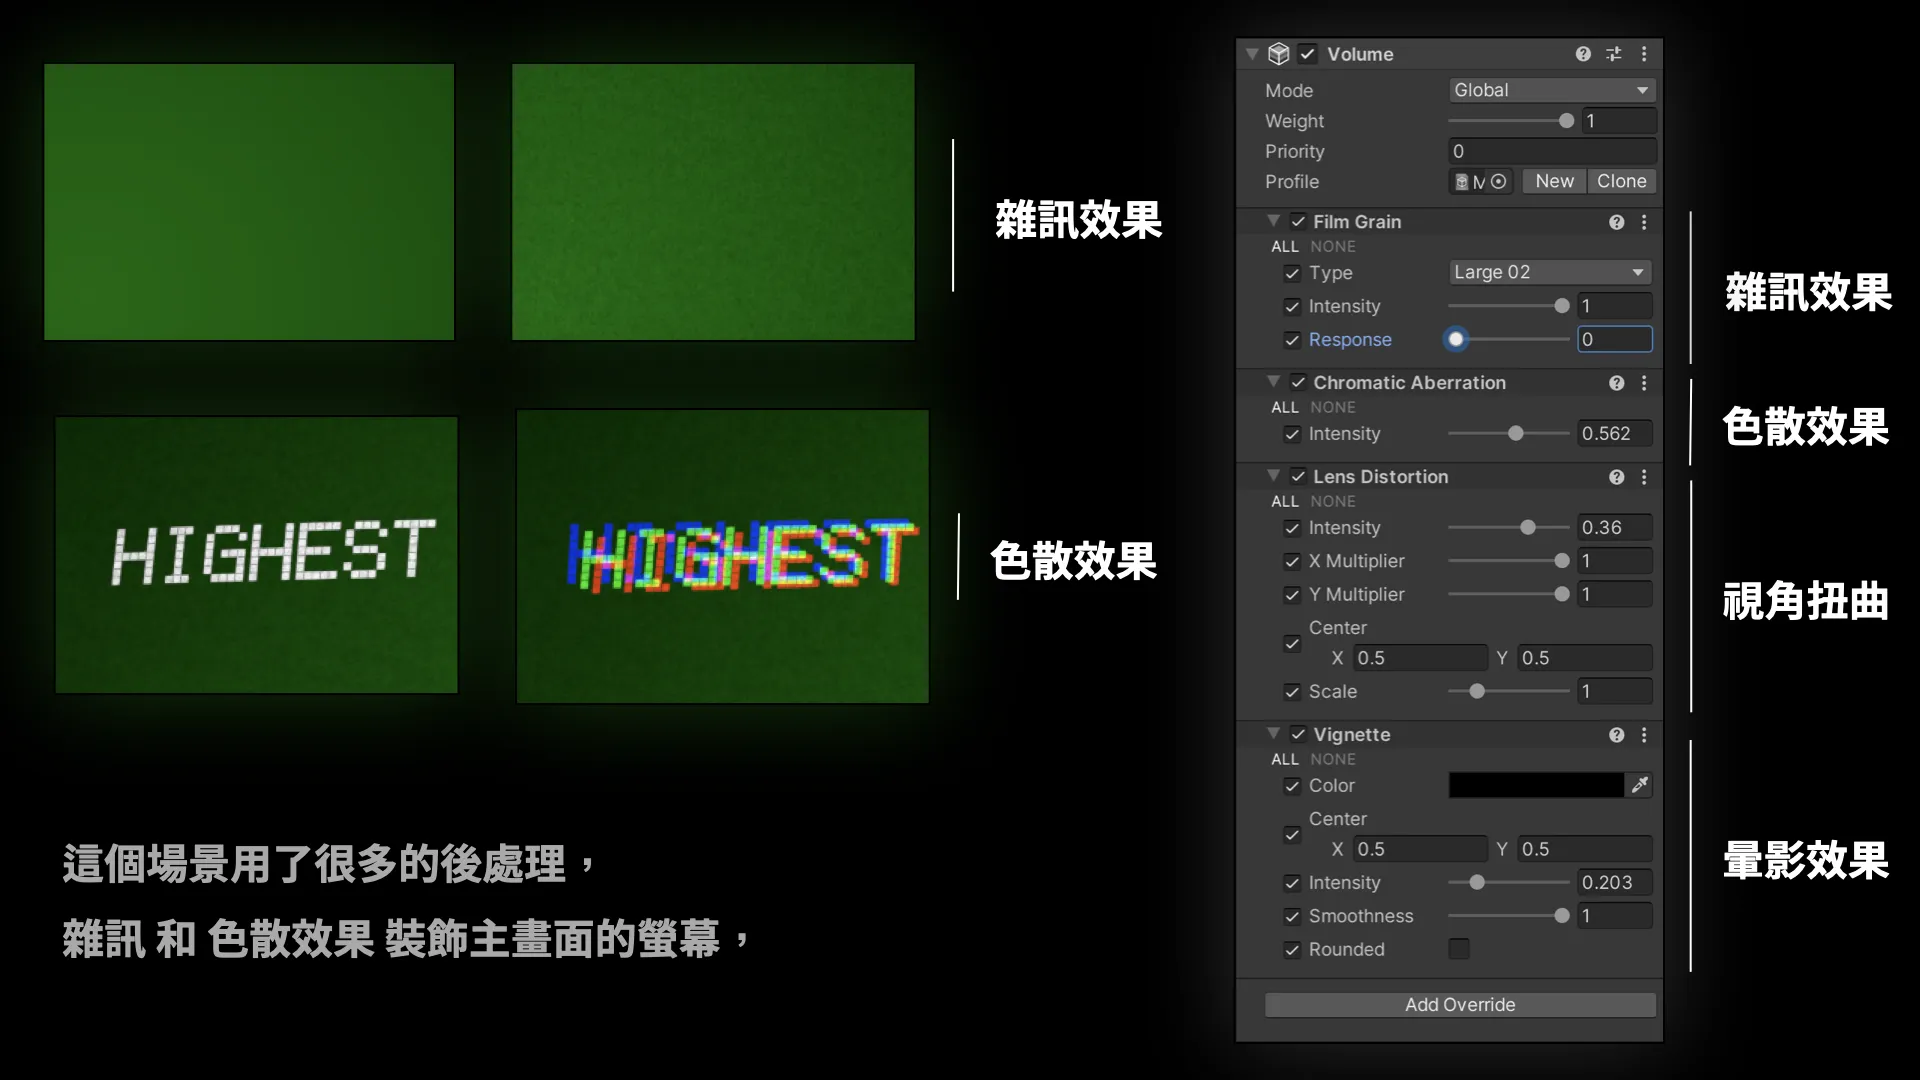 雜訊效果
HIGHEST
HIGHEST
色散效果
這個場景用了很多的後處理，
雜訊 和 色散效果 裝飾主畫面的螢幕，
Volume
Mode Global
Weight 1
Priority 0
Profile M New Clone
Film Grain
ALL NONE
Type Large 02
Intensity 1
Response 0
Chromatic Aberration
ALL NONE
Intensity 0.562
Lens Distortion
ALL NONE
Intensity 0.36
X Multiplier 1
Y Multiplier 1
Center
X 0.5 Y 0.5
Scale 1
Vignette
ALL NONE
Color
Center
X 0.5 Y 0.5
Intensity 0.203
Smoothness 1
Rounded
Add Override
雜訊效果
色散效果
視角扭曲
暈影效果